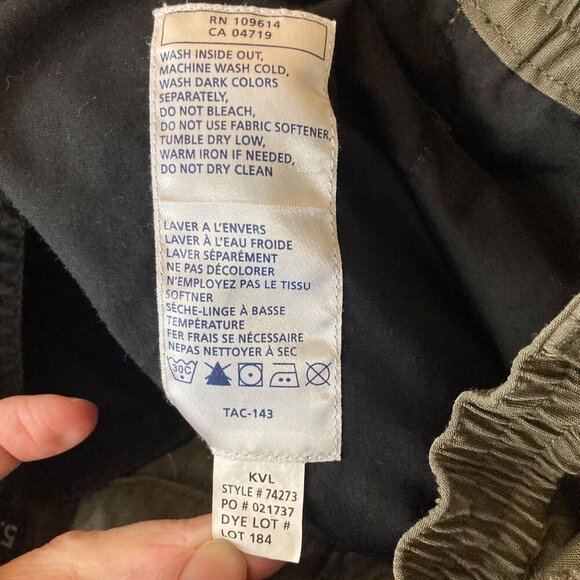 RN 109614
CA 04719
WASH INSIDE OUT,
MACHINE WASH COLD,
WASH DARK COLORS
SEPARATELY,
DO NOT BLEACH,
DO NOT USE FABRIC SOFTENER,
TUMBLE DRY LOW,
WARM IRON IF NEEDED,
DO NOT DRY CLEAN
LAVER A L'ENVERS
LAVER À L'EAU FROIDE
LAVER SÉPARÉMENT
NE PAS DÉCOLORER
N'EMPLOYEZ PAS LE TISSU
SOFTNER
SÉCHE-LINGE À BASSE
TEMPÉRATURE
FER FRAIS SE NÉCESSAIRE
NEPAS NETTOYER À SEC
30C
TAC-143
KVL
STYLE # 74273
PO # 021737
DYE LOT #
LOT 184